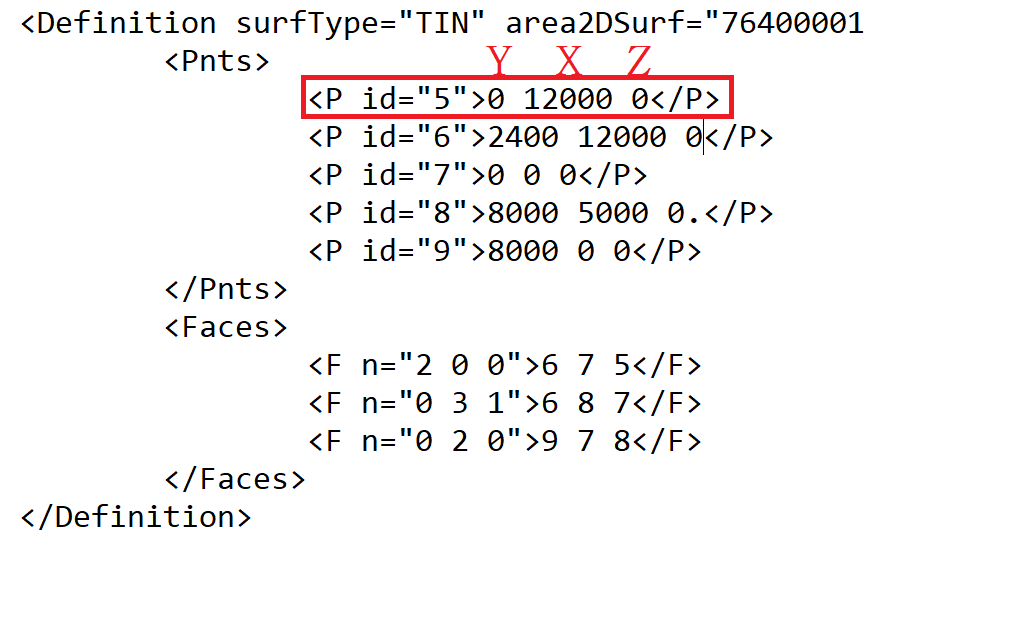 <Definition surfType="TIN" area2DSurf="76400001
<Pnts>
Y X Z
<P id="5">0 12000 0</P>
<P id="6">2400 12000 0</P>
<P id="7">0 0 0</P>
<P id="8">8000 5000 0.</P>
<P id="9">8000 0 0</P>
</Pnts>
<Faces>
<F n="2 0 0">6 7 5</F>
<F n="0 3 1">6 8 7</F>
<F n="0 2 0">9 7 8</F>
</Faces>
</Definition>